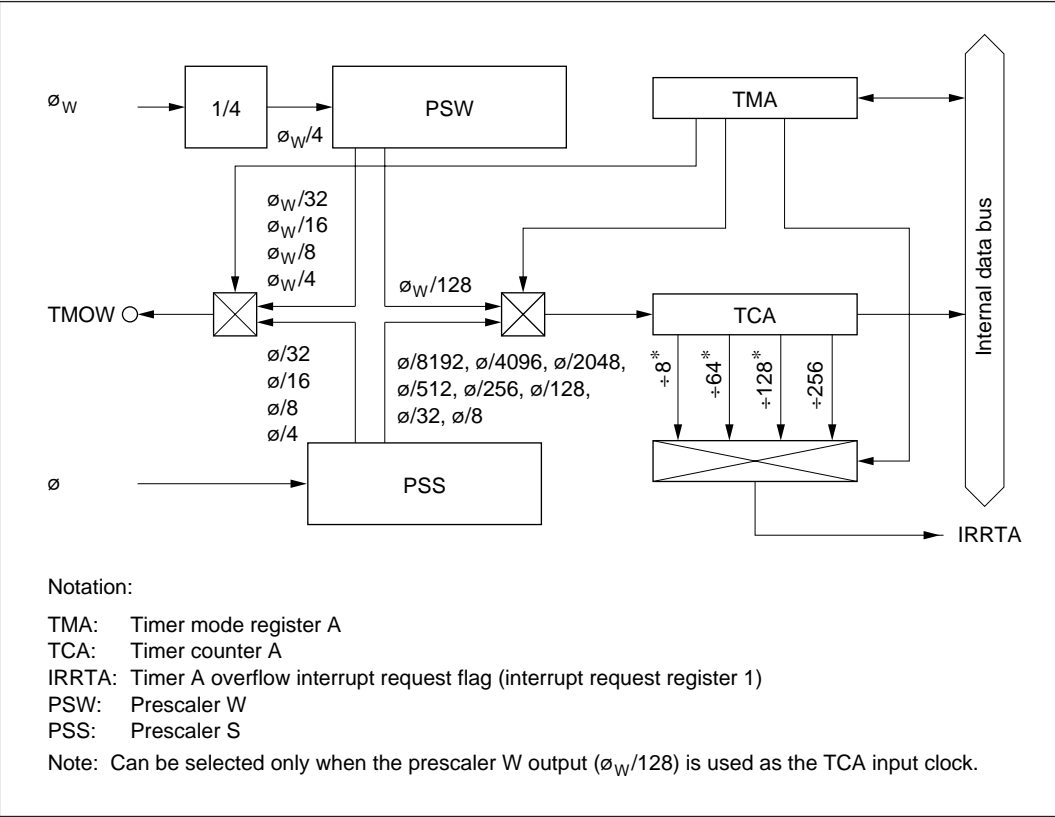 øW
1/4
øW/4
PSW
TMA
øW/32
øW/16
øW/8
øW/4
øW/128
TMOW
TCA
Internal data bus
ø/32
ø/16
ø/8
ø/4
ø/8192, ø/4096, ø/2048,
ø/512, ø/256, ø/128,
ø/32, ø/8
÷8*
÷64*
÷128*
÷256
ø
PSS
IRRTA
Notation:
TMA: Timer mode register A
TCA: Timer counter A
IRRTA: Timer A overflow interrupt request flag (interrupt request register 1)
PSW: Prescaler W
PSS: Prescaler S
Note: Can be selected only when the prescaler W output (øW/128) is used as the TCA input clock.